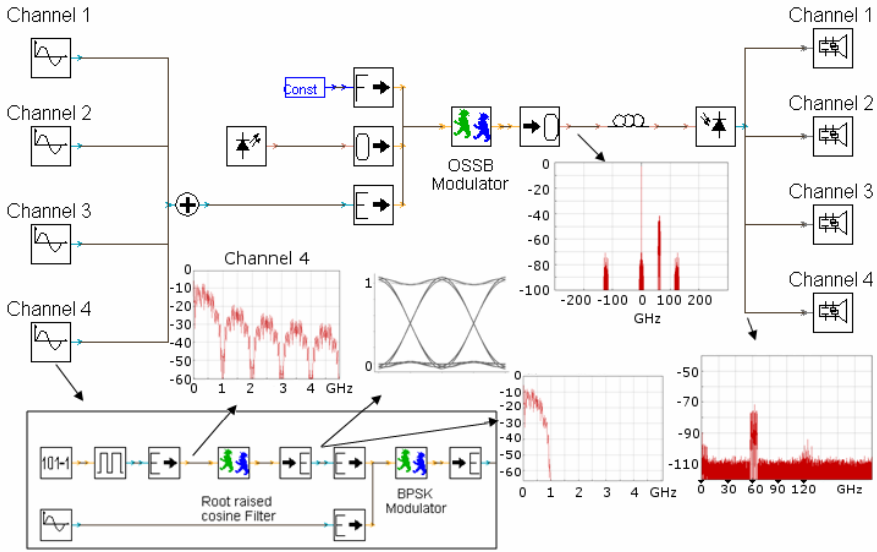 Channel 1
Channel 2
Channel 3
Channel 4
Const
OSSB
Modulator
Channel 1
Channel 2
Channel 3
Channel 4
0
-20
-40
-60
-80
-100
-200 -100 0 100 200
GHz
Channel 4
0
-10
-20
-30
-40
-50
-60
0 1 2 3 4 GHz
1
0
0
-10
-20
-30
-40
-50
-60
0 1 2 3 4 GHz
-50
-70
-90
-110
0 30 60 90 120 GHz
101-1
Root raised
cosine Filter
BPSK
Modulator